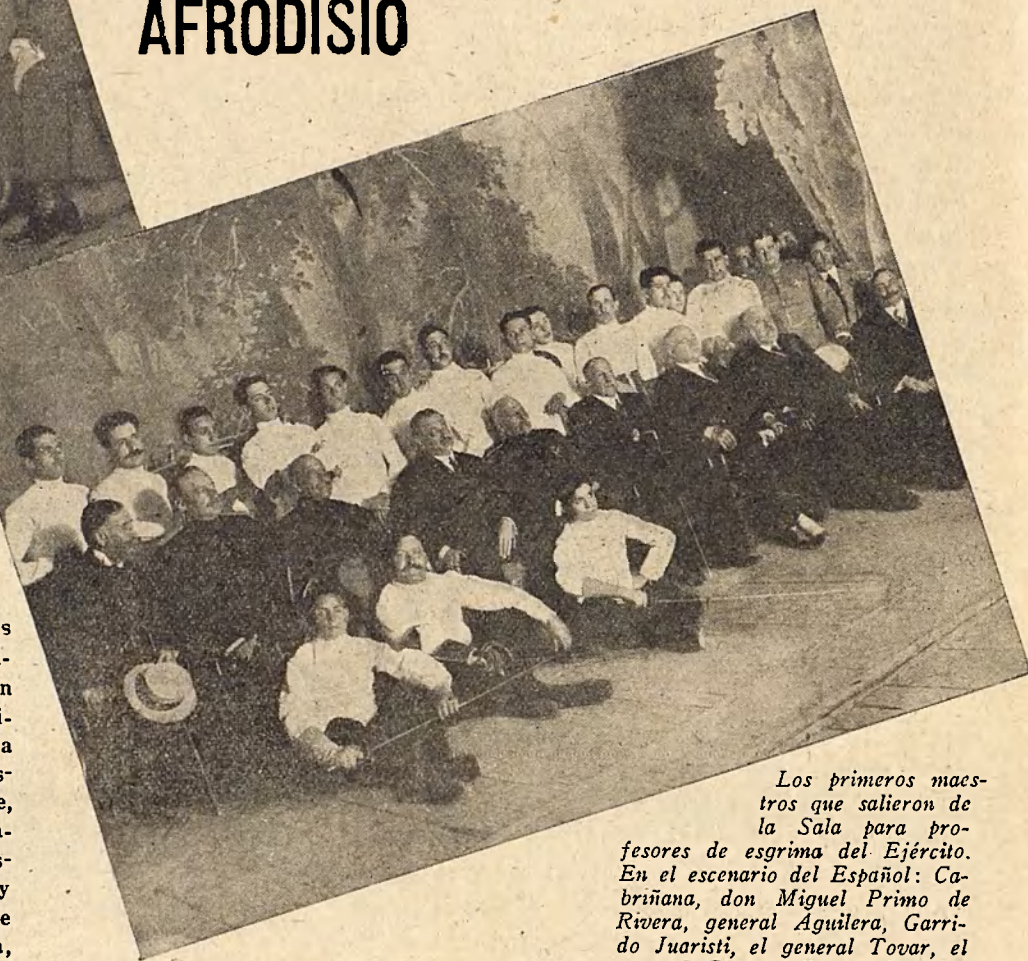 AFRODISIO
Los primeros maes-
tros que salieron de
la Sala para pro-
fesores de esgrima del Ejército.
En el escenario del Español: Ca-
briñana, don Miguel Primo de
Rivera, general Aguilera, Garri-
do Juaristi, el general Tovar, el